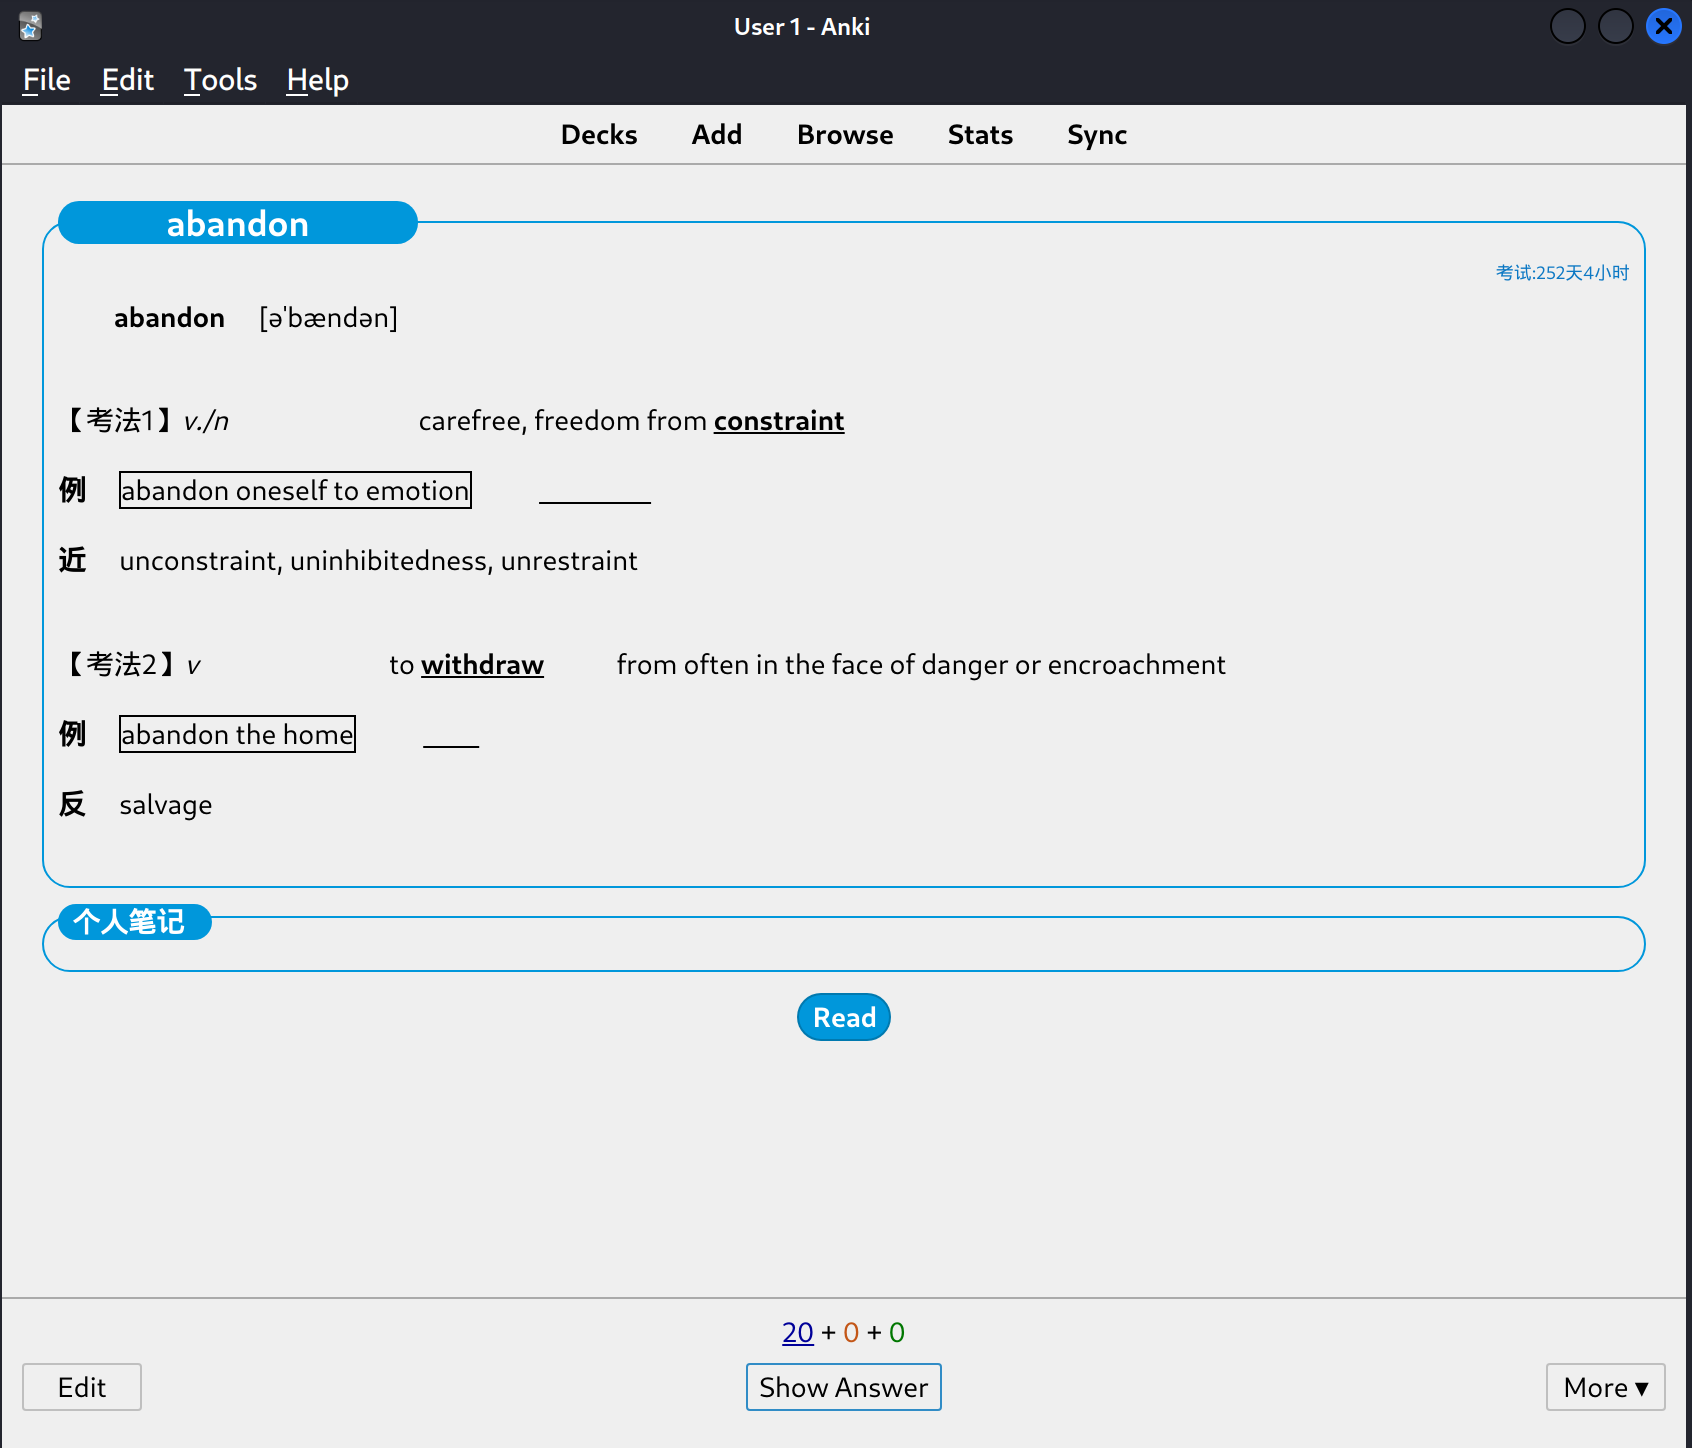 User 1 - Anki
File Edit Tools Help
Decks Add Browse Stats Sync
abandon
考试:252天4小时
abandon [ə'bændən]
【考法1】v./n carefree, freedom from constraint
例 abandon oneself to emotion ________
近 unconstraint, uninhibitedness, unrestraint
【考法2】v to withdraw from often in the face of danger or encroachment
例 abandon the home ____
反 salvage
个人笔记
Read
20 + 0 + 0
Edit Show Answer More ▾